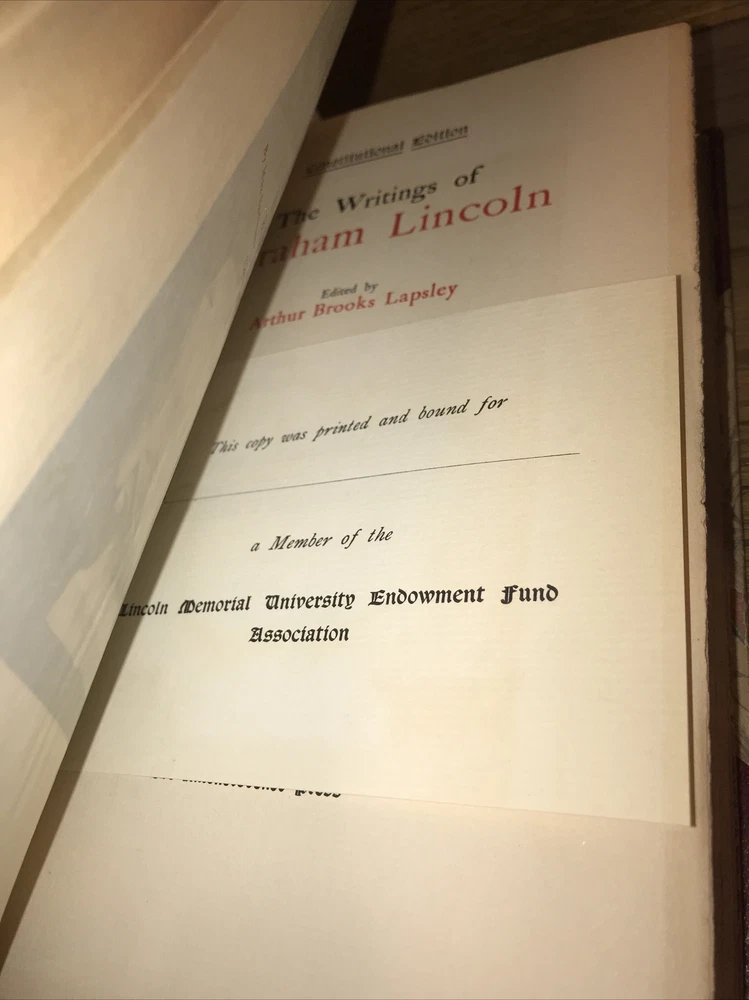 Constitutional Edition
The Writings of
raham Lincoln
Edited by
Arthur Brooks Lapsley
This copy was printed and bound for
a Member of the
Lincoln Memorial University Endowment Fund
Association
Press